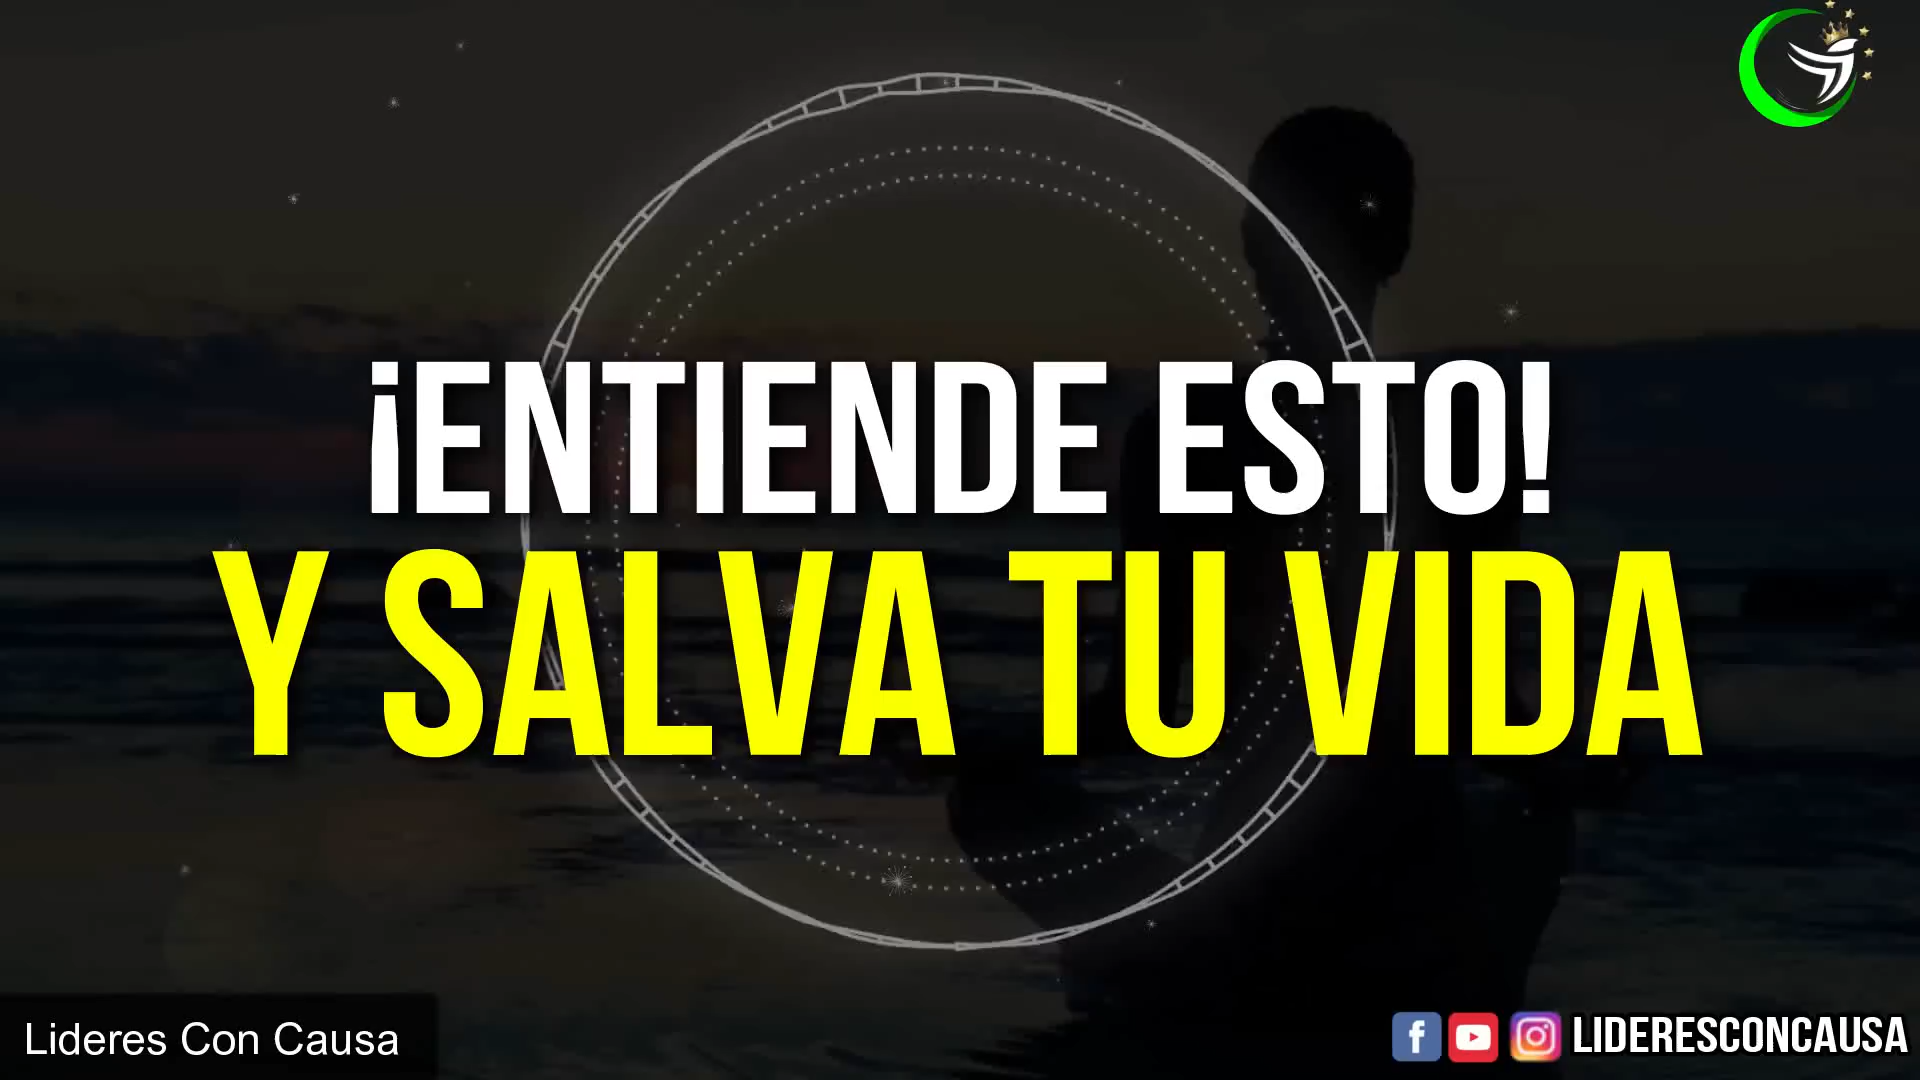 ¡ENTIENDE ESTO!
Y SALVA TU VIDA
Lideres Con Causa
LIDERESCONCAUSA